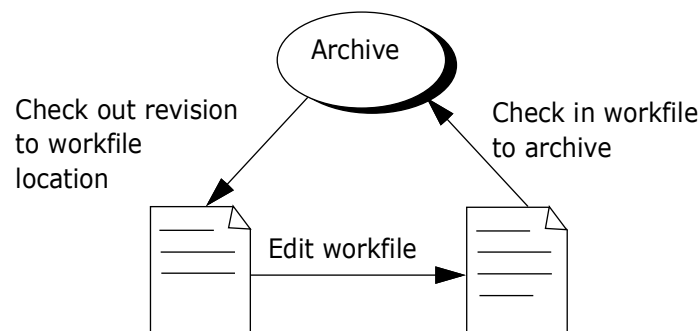 Archive
Check out revision
to workfile
location
Check in workfile
to archive
Edit workfile